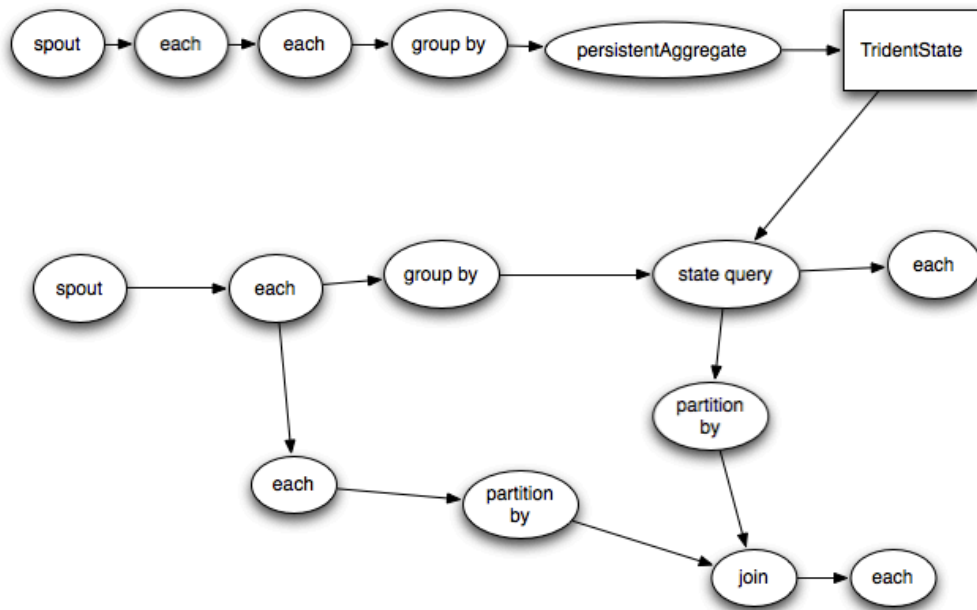 spout
each
each
group by
persistentAggregate
TridentState
spout
each
group by
state query
each
partition
by
each
partition
by
join
each